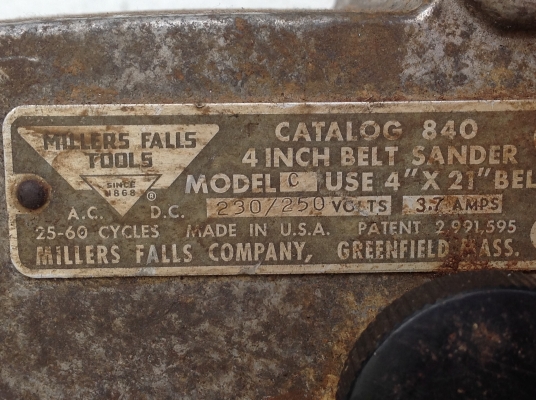 MILLERS FALLS
TOOLS
SINCE
1868
®
CATALOG 840
4 INCH BELT SANDER
MODEL C USE 4" X 21" BEL
A.C. D.C. 230/250 VOLTS 3.7 AMPS
25-60 CYCLES MADE IN U.S.A. PATENT 2,991,595
MILLERS FALLS COMPANY, GREENFIELD, MASS.